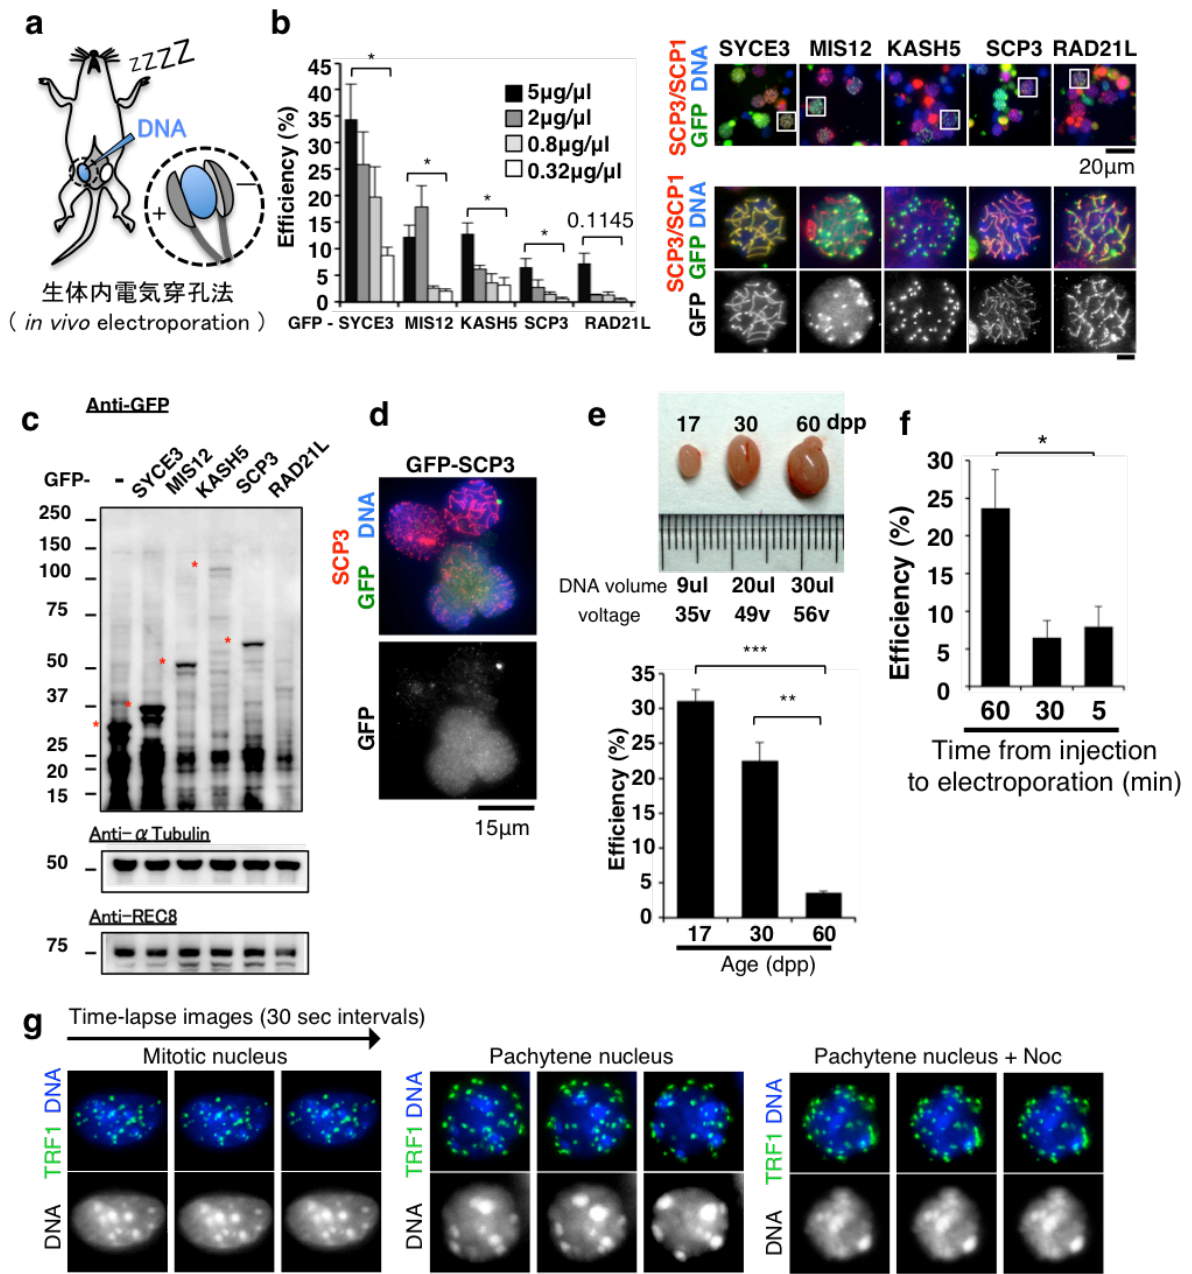 a
zzzzZ
DNA
+
−
生体内電気穿孔法
( in vivo electroporation )
b
Efficiency (%)
45
40
35
30
25
20
15
10
5
0
*
*
*
*
0.1145
5μg/μl
2μg/μl
0.8μg/μl
0.32μg/μl
GFP - SYCE3 MIS12 KASH5 SCP3 RAD21L
SYCE3 MIS12 KASH5 SCP3 RAD21L
SCP3/SCP1
GFP DNA
20μm
SCP3/SCP1
GFP DNA
GFP
c
Anti-GFP
GFP- - SYCE3 MIS12 KASH5 SCP3 RAD21L
250
150
100
75
50
37
25
20
15
*
*
*
*
*
*
Anti-αTubulin
50
Anti-REC8
75
d
GFP-SCP3
SCP3
GFP DNA
GFP
15μm
e
17 30 60 dpp
DNA volume 9ul 20ul 30ul
voltage 35v 49v 56v
***
**
Efficiency (%)
35
30
25
20
15
10
5
0
17 30 60
Age (dpp)
f
*
Efficiency (%)
30
25
20
15
10
5
0
60 30 5
Time from injection
to electroporation (min)
g
Time-lapse images (30 sec intervals)
Mitotic nucleus
Pachytene nucleus
Pachytene nucleus + Noc
TRF1 DNA
DNA
TRF1 DNA
DNA
TRF1 DNA
DNA